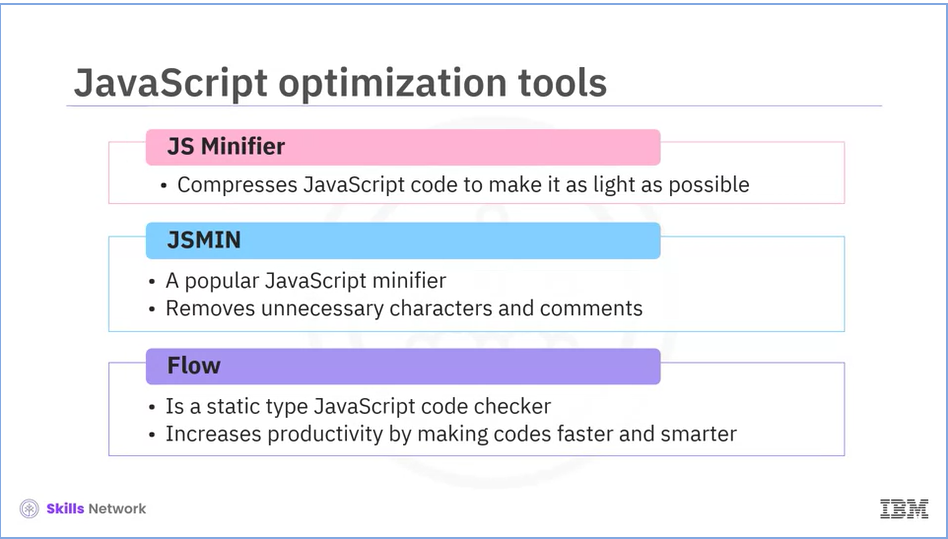 JavaScript optimization tools
JS Minifier
• Compresses JavaScript code to make it as light as possible
JSMIN
• A popular JavaScript minifier
• Removes unnecessary characters and comments
Flow
• Is a static type JavaScript code checker
• Increases productivity by making codes faster and smarter
Skills Network
IBM